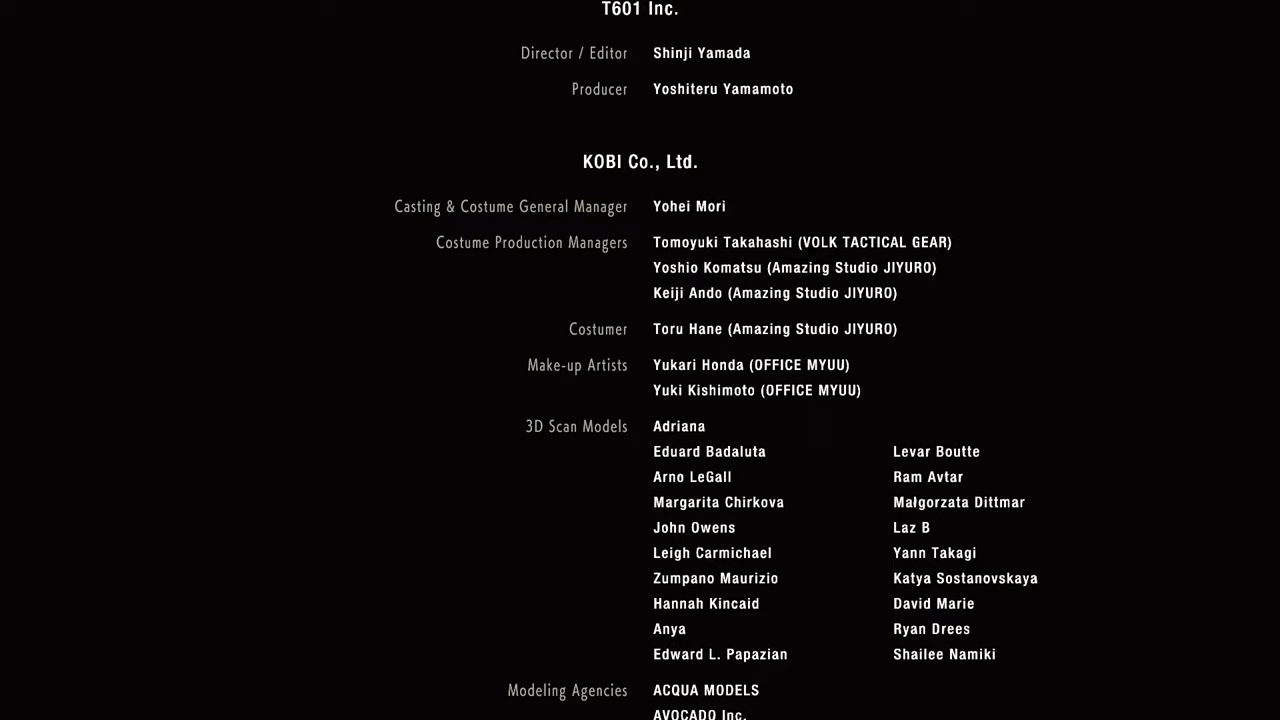 T601 Inc.
Director / Editor Shinji Yamada
Producer Yoshiteru Yamamoto
KOBI Co., Ltd.
Casting & Costume General Manager Yohei Mori
Costume Production Managers Tomoyuki Takahashi (VOLK TACTICAL GEAR)
Yoshio Komatsu (Amazing Studio JIYURO)
Keiji Ando (Amazing Studio JIYURO)
Costumer Toru Hane (Amazing Studio JIYURO)
Make-up Artists Yukari Honda (OFFICE MYUU)
Yuki Kishimoto (OFFICE MYUU)
3D Scan Models Adriana
Eduard Badaluta Levar Boutte
Arno LeGall Ram Avtar
Margarita Chirkova Małgorzata Dittmar
John Owens Laz B
Leigh Carmichael Yann Takagi
Zumpano Maurizio Katya Sostanovskaya
Hannah Kincaid David Marie
Anya Ryan Drees
Edward L. Papazian Shailee Namiki
Modeling Agencies ACQUA MODELS
AVOCADO Inc.